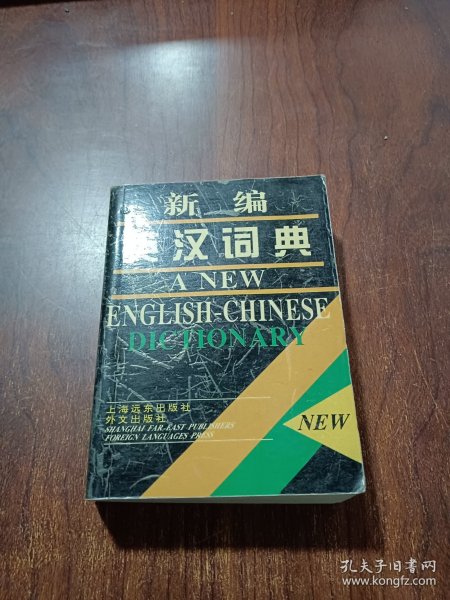 新 编
汉词典
A NEW
ENGLISH-CHINESE
DICTIONARY
上海远东出版社
外文出版社
SHANGHAI FAR-EAST PUBLISHERS
FOREIGN LANGUAGES PRESS
NEW
孔夫子旧书网
www.kongfz.com